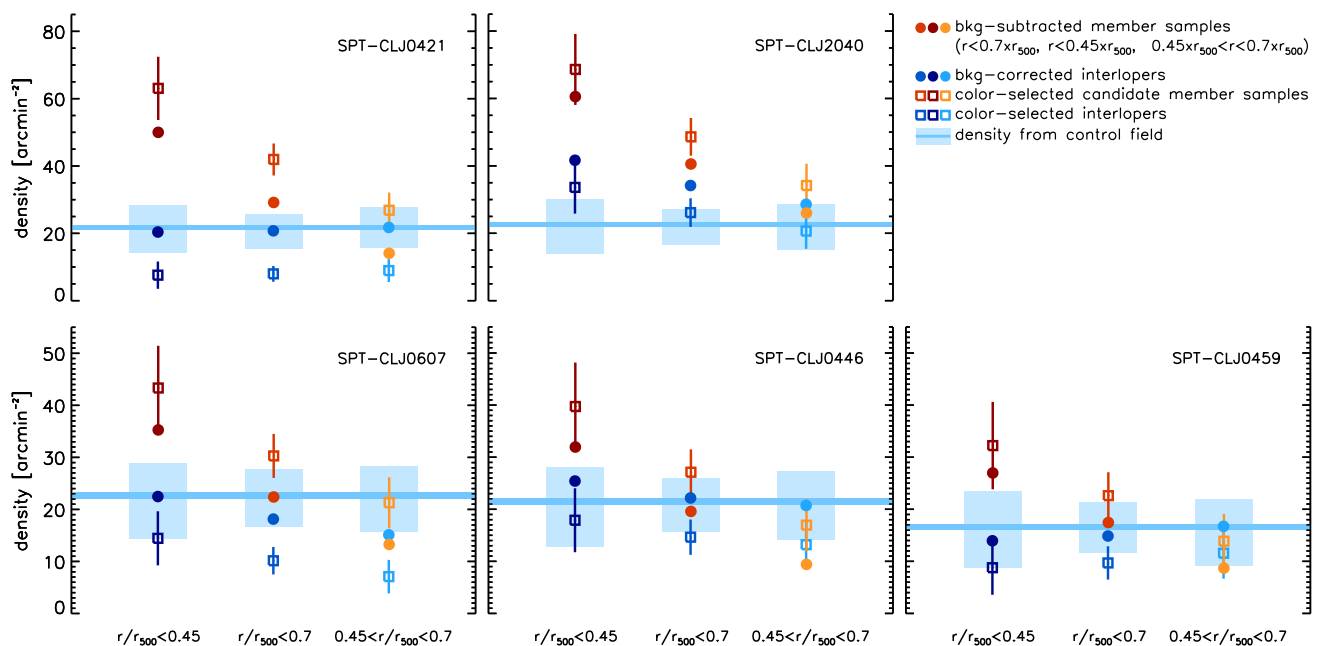 80
60
40
20
0
density [arcmin⁻²]
SPT-CLJ0421
SPT-CLJ2040
bkg-subtracted member samples
(r<0.7xr₅₀₀, r<0.45xr₅₀₀, 0.45xr₅₀₀<r<0.7xr₅₀₀)
bkg-corrected interlopers
color-selected candidate member samples
color-selected interlopers
density from control field
50
40
30
20
10
0
density [arcmin⁻²]
SPT-CLJ0607
SPT-CLJ0446
SPT-CLJ0459
r/r₅₀₀<0.45 r/r₅₀₀<0.7 0.45<r/r₅₀₀<0.7
r/r₅₀₀<0.45 r/r₅₀₀<0.7 0.45<r/r₅₀₀<0.7
r/r₅₀₀<0.45 r/r₅₀₀<0.7 0.45<r/r₅₀₀<0.7